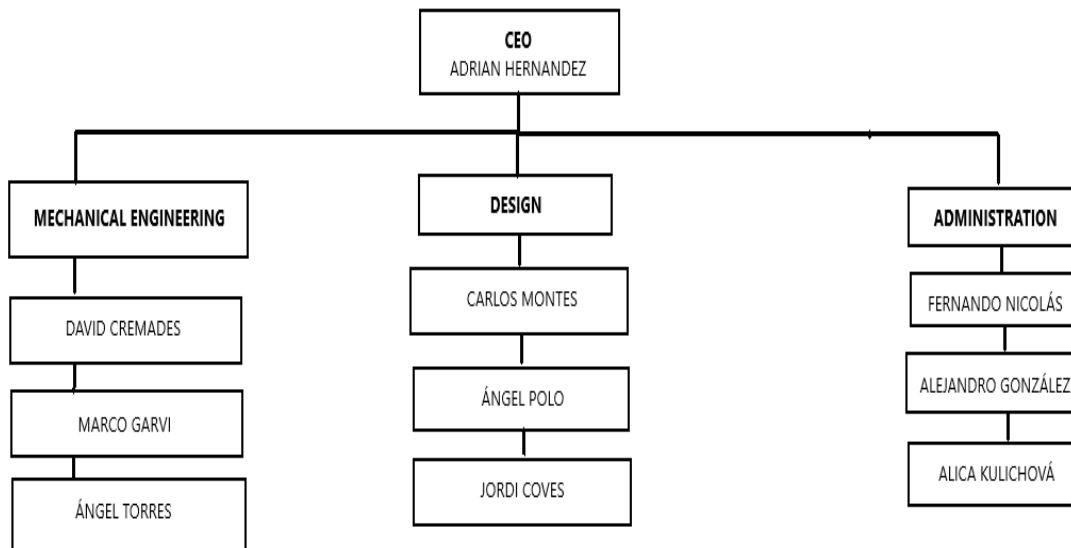 CEO
ADRIAN HERNANDEZ
MECHANICAL ENGINEERING
DAVID CREMADES
MARCO GARVI
ÁNGEL TORRES
DESIGN
CARLOS MONTES
ÁNGEL POLO
JORDI COVES
ADMINISTRATION
FERNANDO NICOLÁS
ALEJANDRO GONZÁLEZ
ALICA KULICHOVÁ